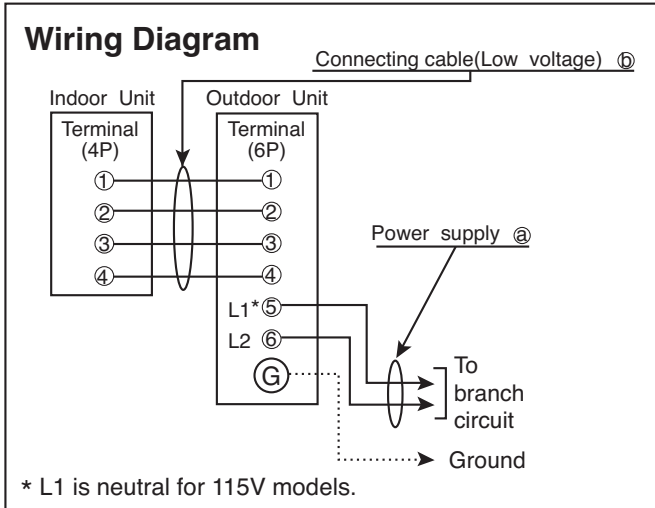 Wiring Diagram
Connecting cable(Low voltage) ⓑ
Indoor Unit
Outdoor Unit
Terminal
(4P)
Terminal
(6P)
① ①
② ②
③ ③
④ ④
Power supply ⓐ
L1* ⑤
L2 ⑥
G
To
branch
circuit
Ground
* L1 is neutral for 115V models.